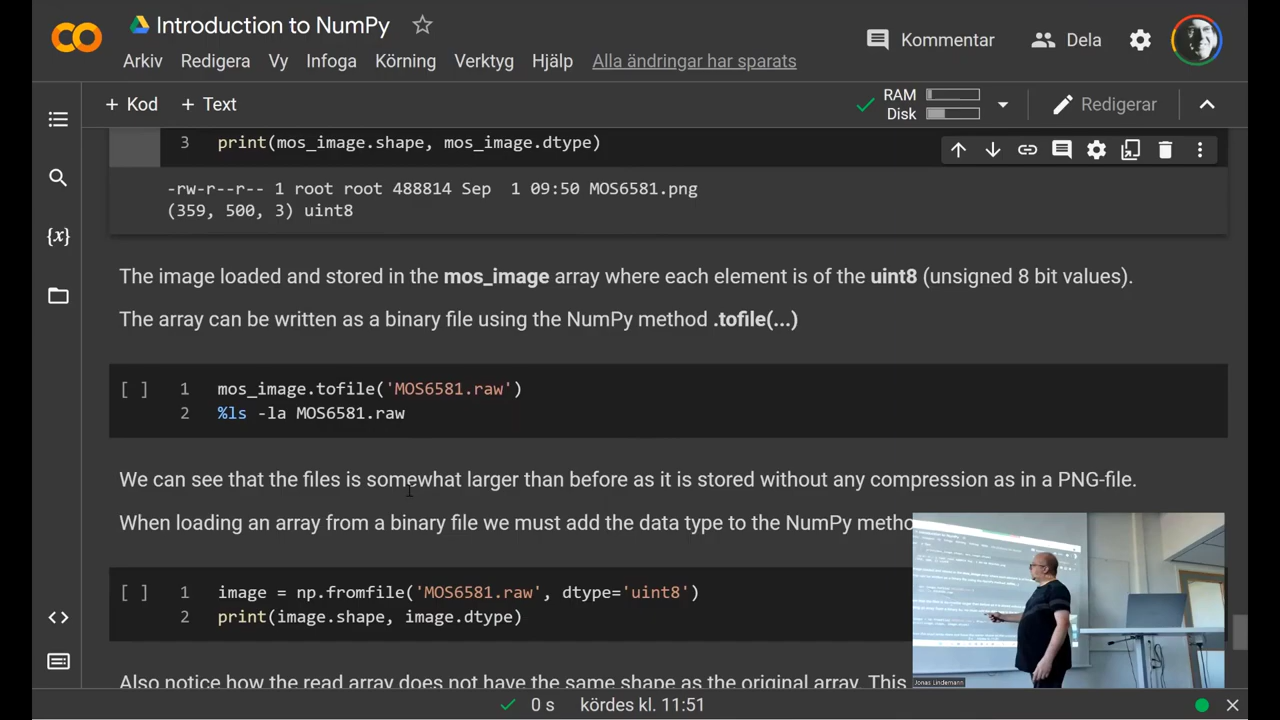 Introduction to NumPy
Kommentar
Dela
Arkiv Redigera Vy Infoga Körning Verktyg Hjälp Alla ändringar har sparats
+ Kod + Text
RAM
Disk
Redigerar
3 print(mos_image.shape, mos_image.dtype)
-rw-r--r-- 1 root root 488814 Sep  1 09:50 MOS6581.png
(359, 500, 3) uint8
{x}
The image loaded and stored in the mos_image array where each element is of the uint8 (unsigned 8 bit values).
The array can be written as a binary file using the NumPy method .tofile(...)
[ ] 1 mos_image.tofile('MOS6581.raw')
2 %ls -la MOS6581.raw
We can see that the files is somewhat larger than before as it is stored without any compression as in a PNG-file.
When loading an array from a binary file we must add the data type to the NumPy metho
[ ] 1 image = np.fromfile('MOS6581.raw', dtype='uint8')
2 print(image.shape, image.dtype)
Also notice how the read array does not have the same shape as the original array. This
Jonas Lindemann
0 s kördes kl. 11:51